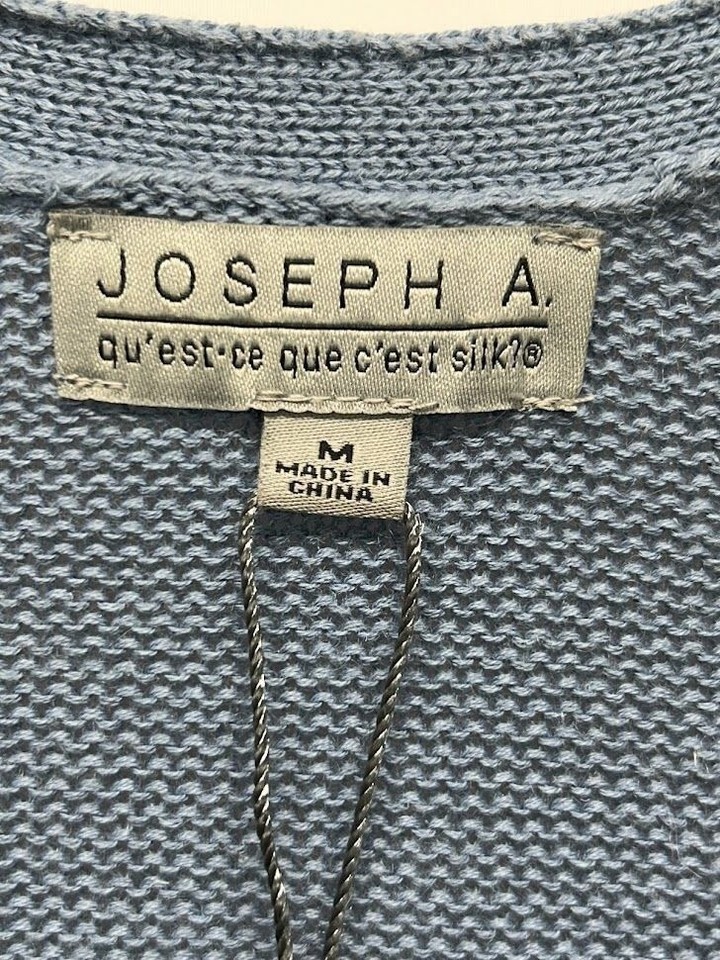 JOSEPH A.
qu'est-ce que c'est silk?®
M
MADE IN
CHINA